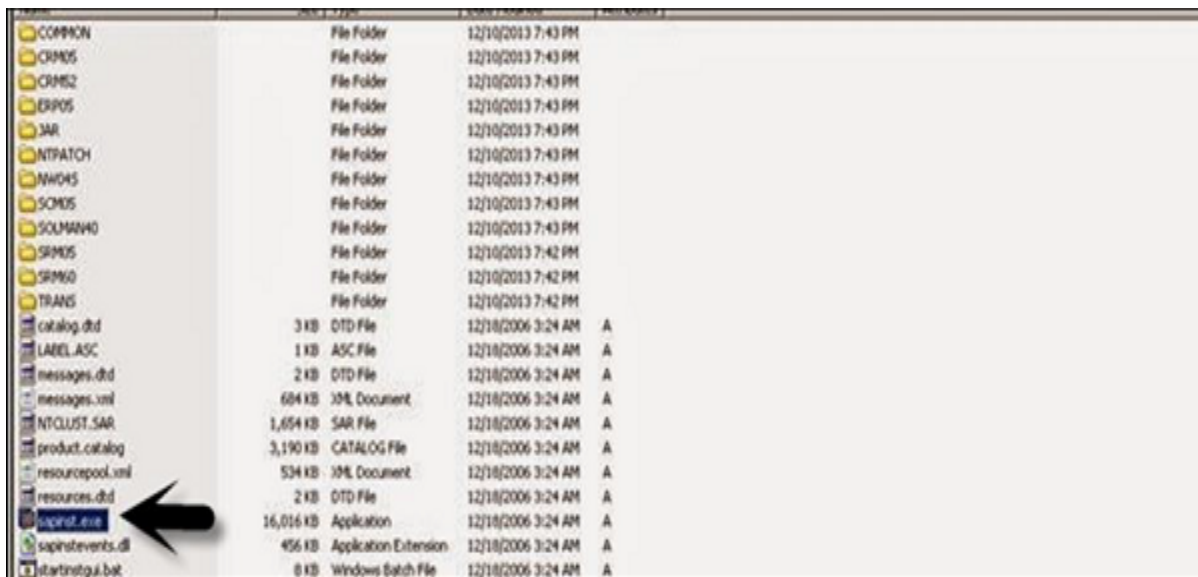 COMMON File Folder 12/10/2013 7:43 PM
CRM05 File Folder 12/10/2013 7:43 PM
CRM52 File Folder 12/10/2013 7:43 PM
ERP05 File Folder 12/10/2013 7:43 PM
JAR File Folder 12/10/2013 7:43 PM
NTPATCH File Folder 12/10/2013 7:43 PM
NW04S File Folder 12/10/2013 7:43 PM
SCM05 File Folder 12/10/2013 7:43 PM
SOLMAN40 File Folder 12/10/2013 7:43 PM
SRM05 File Folder 12/10/2013 7:42 PM
SRM60 File Folder 12/10/2013 7:42 PM
TRANS File Folder 12/10/2013 7:42 PM
catalog.dtd 3 KB DTD File 12/18/2006 3:24 AM A
LABEL.ASC 1 KB ASC File 12/18/2006 3:24 AM A
messages.dtd 2 KB DTD File 12/18/2006 3:24 AM A
messages.xml 684 KB XML Document 12/18/2006 3:24 AM A
NTCLUST.SAR 1,654 KB SAR File 12/18/2006 3:24 AM A
product.catalog 3,190 KB CATALOG File 12/18/2006 3:24 AM A
resourcepool.xml 534 KB XML Document 12/18/2006 3:24 AM A
resources.dtd 2 KB DTD File 12/18/2006 3:24 AM A
sapinst.exe 16,016 KB Application 12/18/2006 3:24 AM A
sapinstevents.dll 456 KB Application Extension 12/18/2006 3:24 AM A
startinstgui.bat 8 KB Windows Batch File 12/18/2006 3:24 AM A